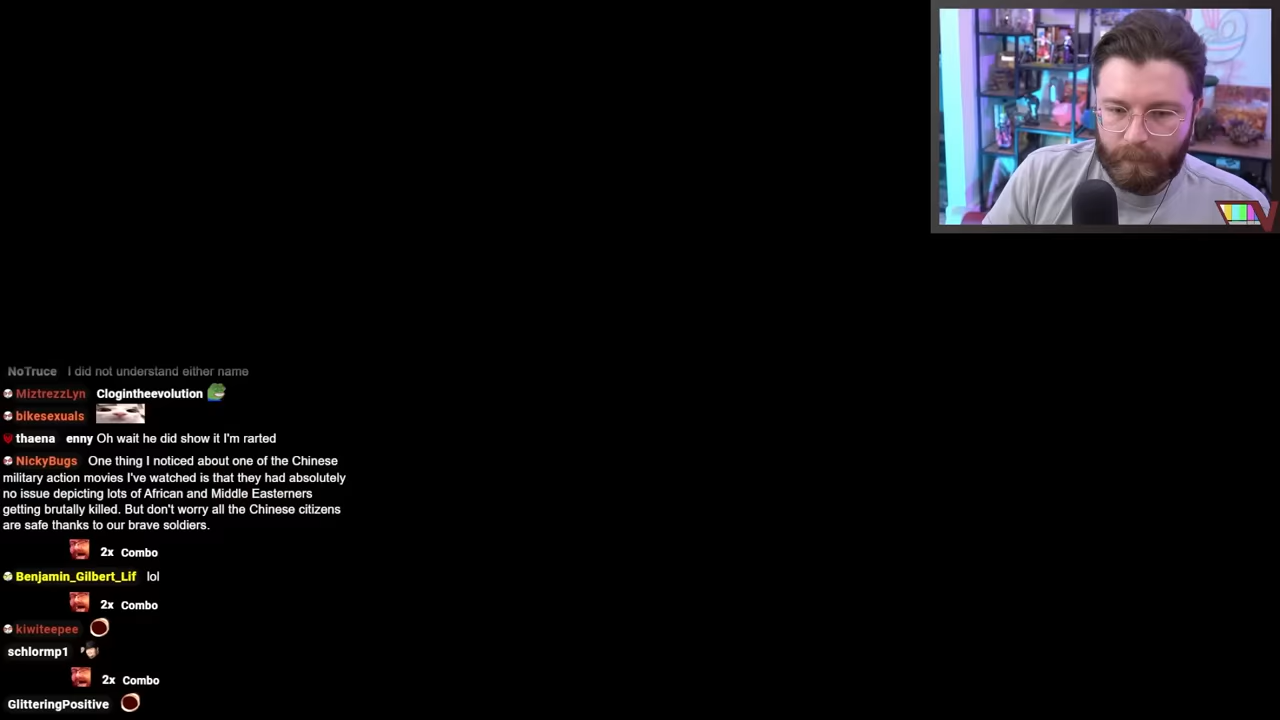 NoTruce I did not understand either name
MiztrezzLyn Clogintheevolution
bikesexuals
thaena enny Oh wait he did show it I'm rarted
NickyBugs One thing I noticed about one of the Chinese
military action movies I've watched is that they had absolutely
no issue depicting lots of African and Middle Easterners
getting brutally killed. But don't worry all the Chinese citizens
are safe thanks to our brave soldiers.
2x Combo
Benjamin_Gilbert_Lif lol
2x Combo
kiwiteepee
schlormp1
2x Combo
GlitteringPositive